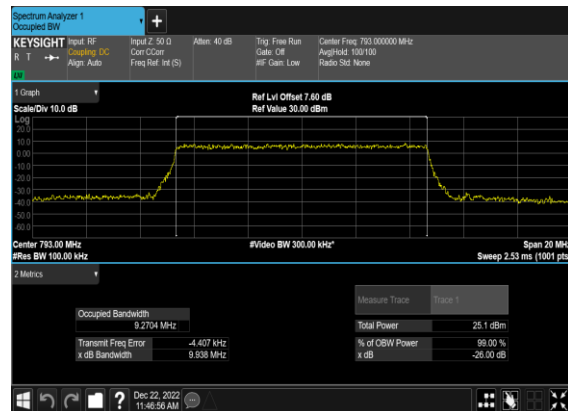 Spectrum Analyzer 1
Occupied BW
KEYSIGHT
R T
LW
Input: RF
Coupling: DC
Align: Auto
Input Z: 50 Ω
Corr CCorr
Freq Ref: Int (S)
Atten: 40 dB
Trig: Free Run
Gate: Off
#IF Gain: Low
Center Freq: 793.000000 MHz
Avg|Hold: 100/100
Radio Std: None
1 Graph
Scale/Div 10.0 dB
Ref Lvl Offset 7.60 dB
Ref Value 30.00 dBm
Log
20.0
10.0
0.00
-10.0
-20.0
-30.0
-40.0
-50.0
-60.0
Center 793.00 MHz
#Res BW 100.00 kHz
#Video BW 300.00 kHz*
Span 20 MHz
Sweep 2.53 ms (1001 pts)
2 Metrics
Measure Trace Trace 1
Occupied Bandwidth
9.2704 MHz
Total Power 25.1 dBm
Transmit Freq Error -4.407 kHz
% of OBW Power 99.00 %
x dB Bandwidth 9.938 MHz
x dB -26.00 dB
?
Dec 22, 2022
11:46:56 AM